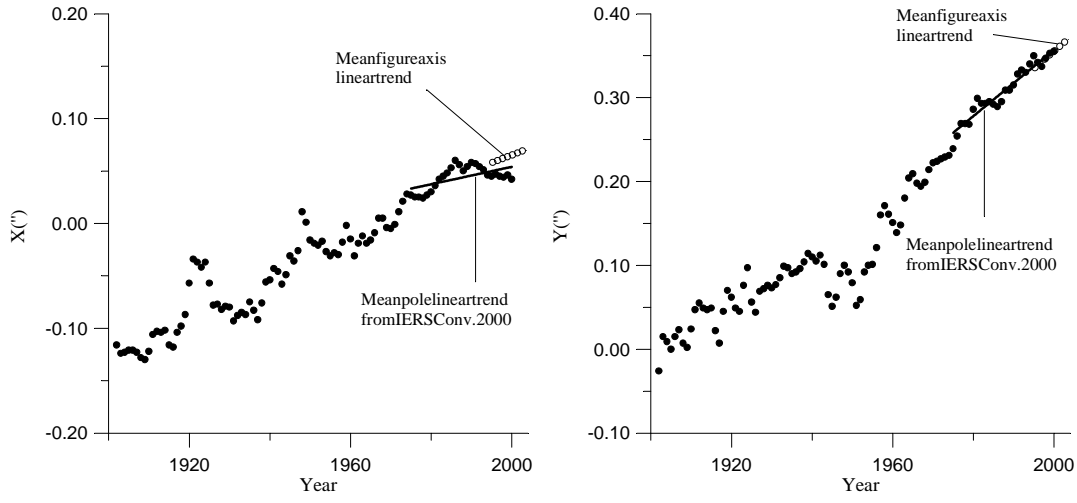 0.20
0.10
0.00
-0.10
-0.20
X(")
1920
1960
2000
Year
Meanfigureaxis
lineartrend
Meanpolelineartrend
fromIERSConv.2000
0.40
0.30
0.20
0.10
0.00
-0.10
Y(")
1920
1960
2000
Year
Meanfigureaxis
lineartrend
Meanpolelineartrend
fromIERSConv.2000